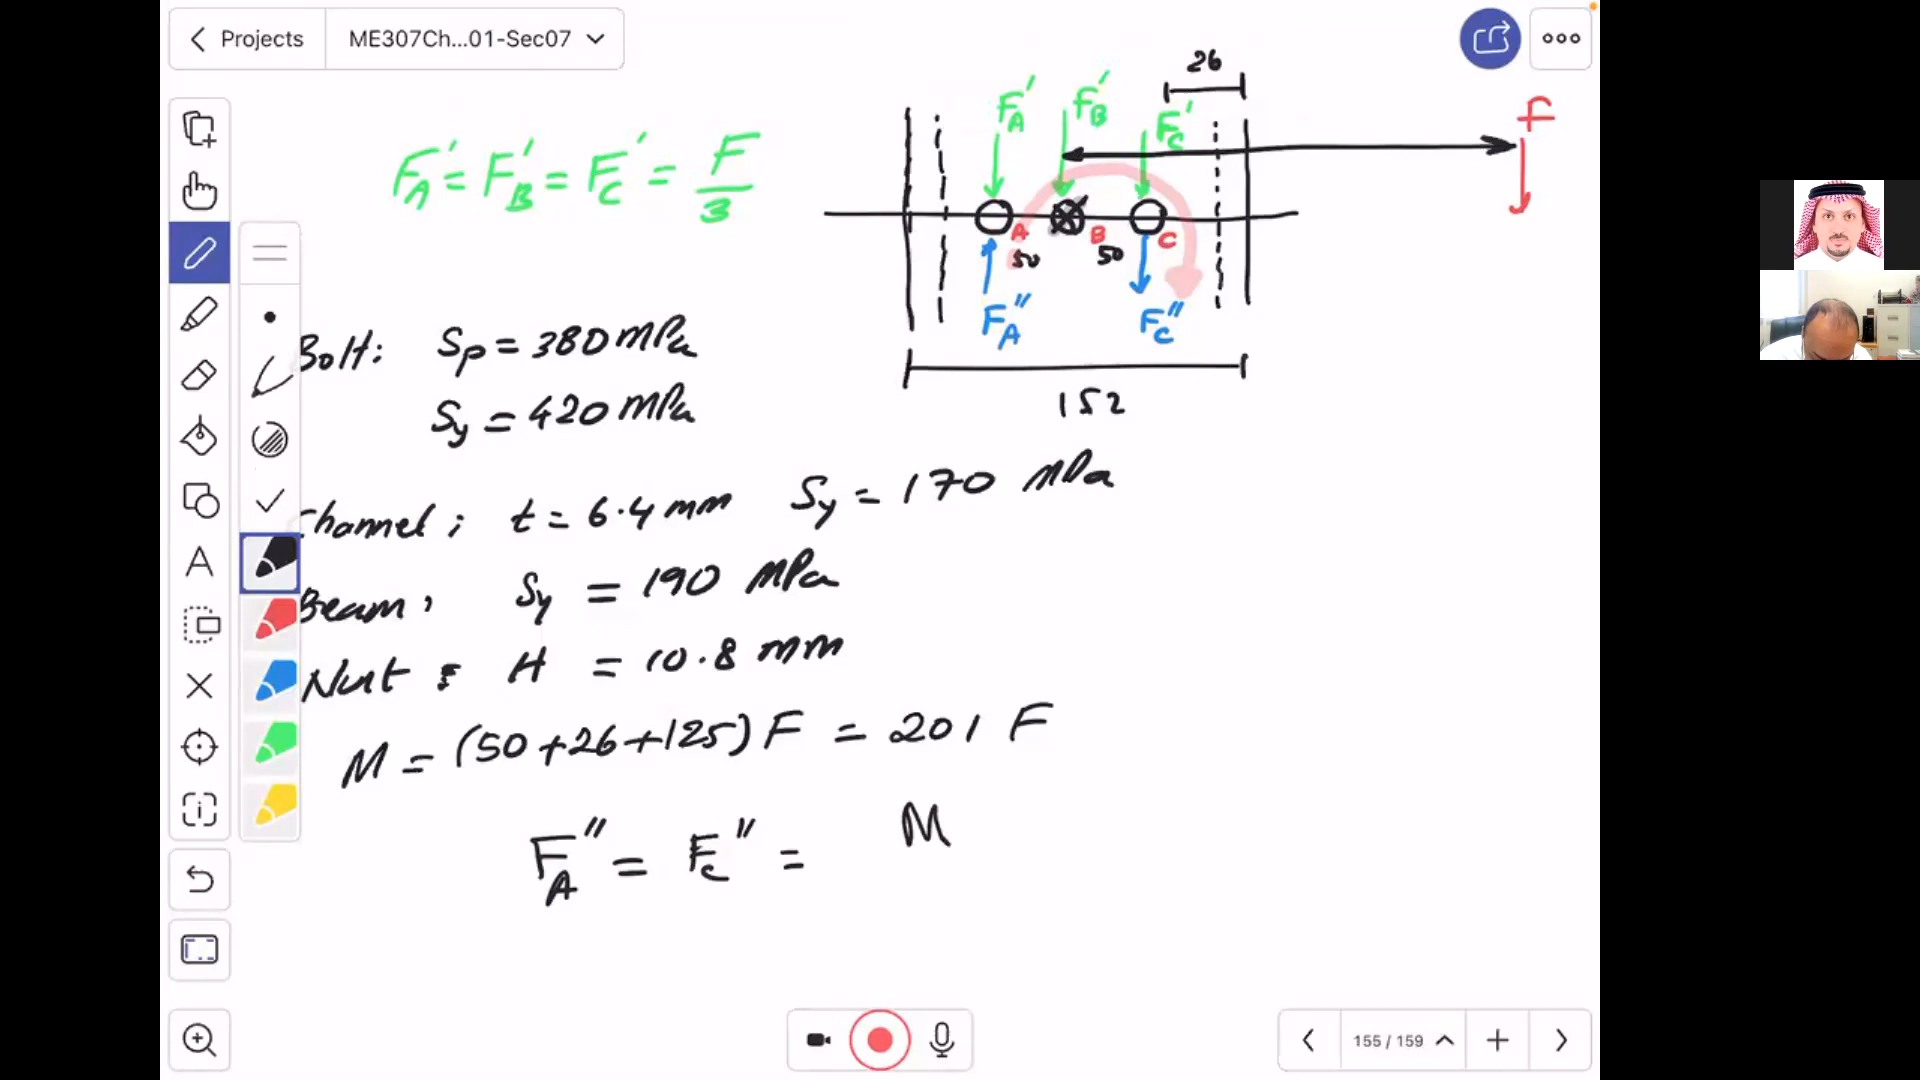 Projects
ME307Ch...01-Sec07
26
F
FA' FB' FC'
FA' = FB' = FC' = F/3
A B C
50 50
FA'' FC''
152
Bolt: Sp = 380 MPa
Sy = 420 MPa
Channel; t = 6.4 mm Sy = 170 MPa
Beam, Sy = 190 MPa
Nut: H = 10.8 mm
M = (50+26+125) F = 201 F
FA'' = FC'' = M
A
155 / 159